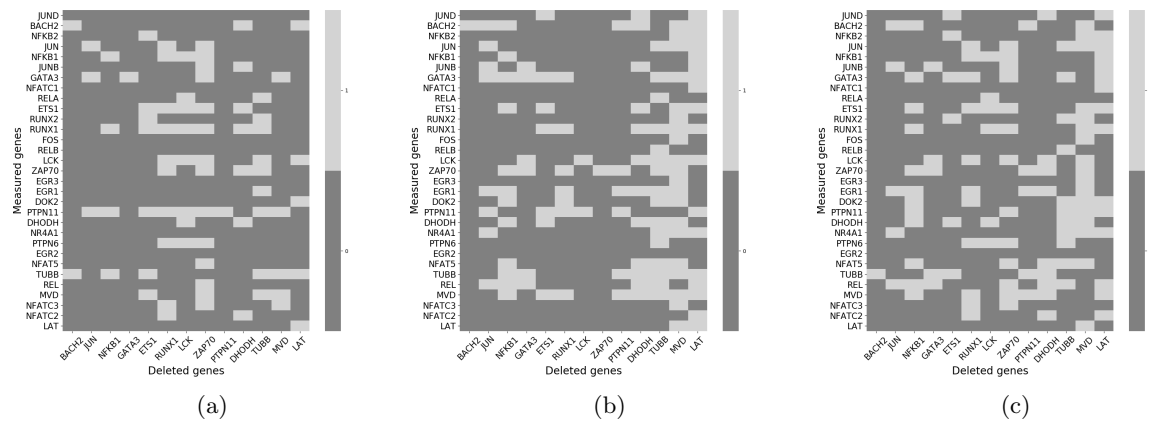 JUND
BACH2
NFKB2
JUN
NFKB1
JUNB
GATA3
NFATC1
RELA
ETS1
RUNX2
RUNX1
FOS
RELB
LCK
ZAP70
EGR3
EGR1
DOK2
PTPN11
DHODH
NR4A1
PTPN6
EGR2
NFAT5
TUBB
REL
MVD
NFATC3
NFATC2
LAT
Measured genes
BACH2 JUN NFKB1 GATA3 ETS1 RUNX1 LCK ZAP70 PTPN11 DHODH TUBB MVD LAT
Deleted genes
1
0
(a)
JUND
BACH2
NFKB2
JUN
NFKB1
JUNB
GATA3
NFATC1
RELA
ETS1
RUNX2
RUNX1
FOS
RELB
LCK
ZAP70
EGR3
EGR1
DOK2
PTPN11
DHODH
NR4A1
PTPN6
EGR2
NFAT5
TUBB
REL
MVD
NFATC3
NFATC2
LAT
Measured genes
BACH2 JUN NFKB1 GATA3 ETS1 RUNX1 LCK ZAP70 PTPN11 DHODH TUBB MVD LAT
Deleted genes
1
0
(b)
JUND
BACH2
NFKB2
JUN
NFKB1
JUNB
GATA3
NFATC1
RELA
ETS1
RUNX2
RUNX1
FOS
RELB
LCK
ZAP70
EGR3
EGR1
DOK2
PTPN11
DHODH
NR4A1
PTPN6
EGR2
NFAT5
TUBB
REL
MVD
NFATC3
NFATC2
LAT
Measured genes
BACH2 JUN NFKB1 GATA3 ETS1 RUNX1 LCK ZAP70 PTPN11 DHODH TUBB MVD LAT
Deleted genes
1
0
(c)